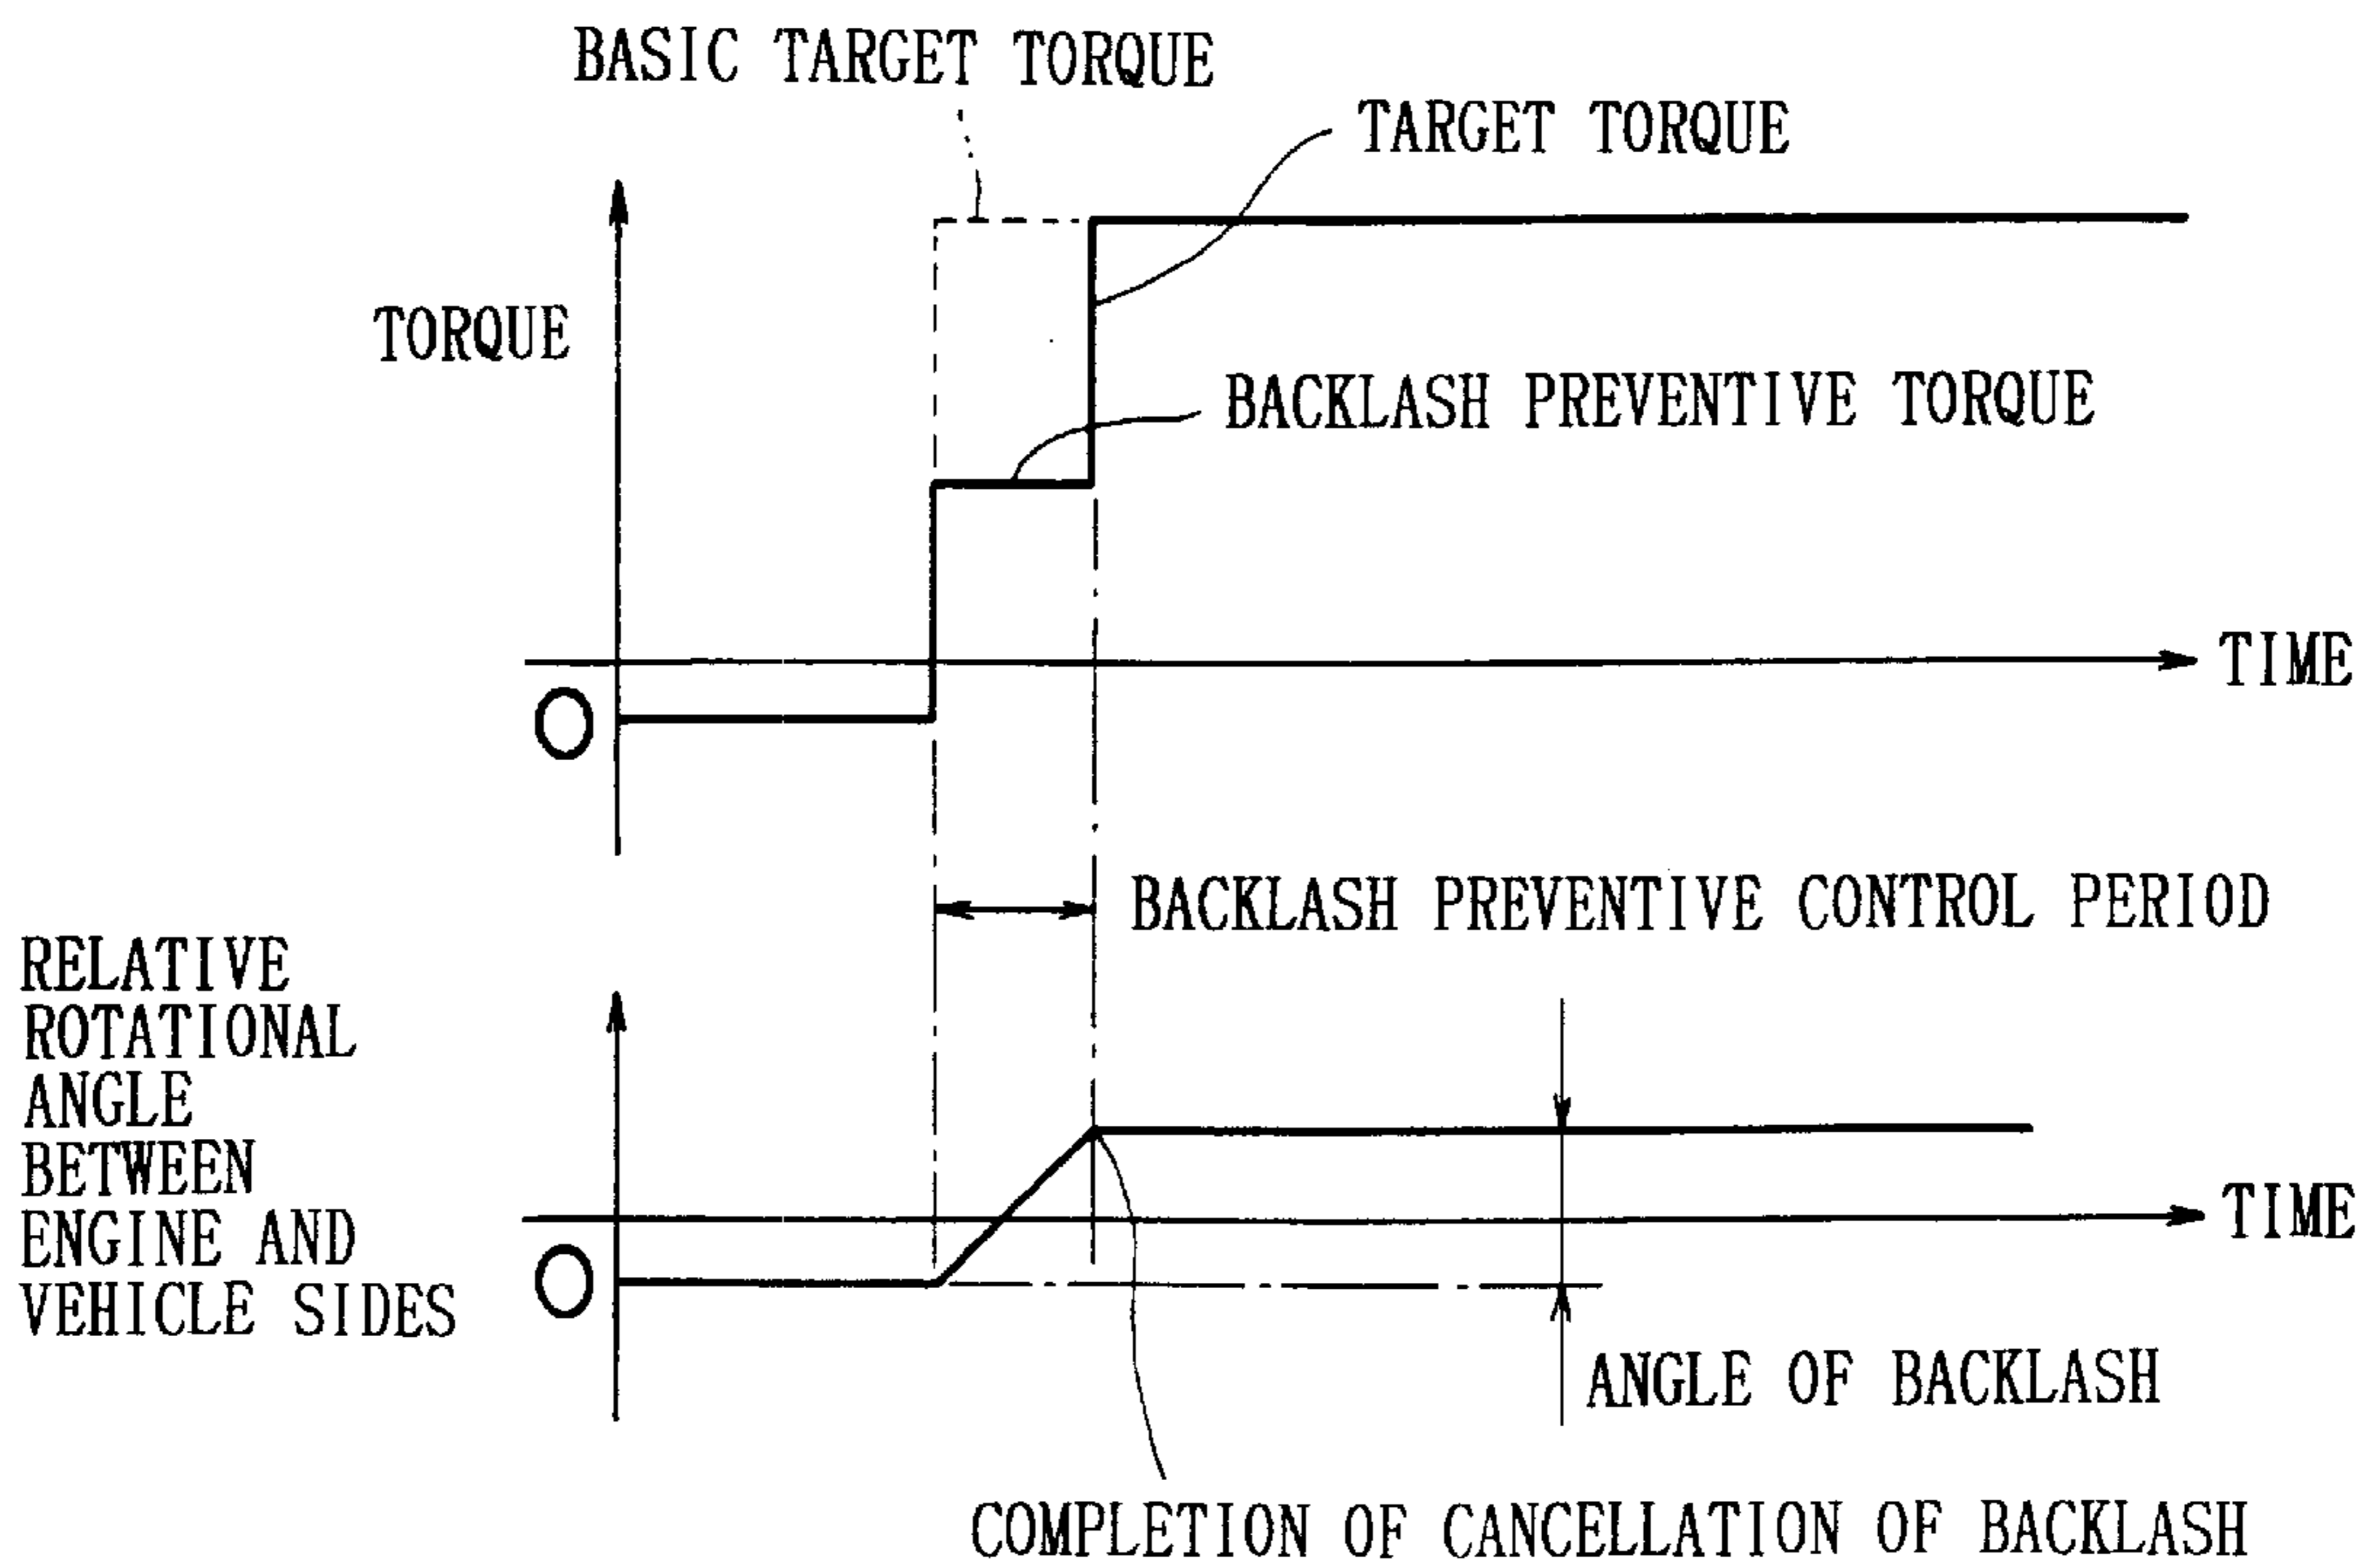 BASIC TARGET TORQUE
TARGET TORQUE
TORQUE
BACKLASH PREVENTIVE TORQUE
TIME
O
BACKLASH PREVENTIVE CONTROL PERIOD
RELATIVE
ROTATIONAL
ANGLE
BETWEEN
ENGINE AND
VEHICLE SIDES
TIME
O
ANGLE OF BACKLASH
COMPLETION OF CANCELLATION OF BACKLASH